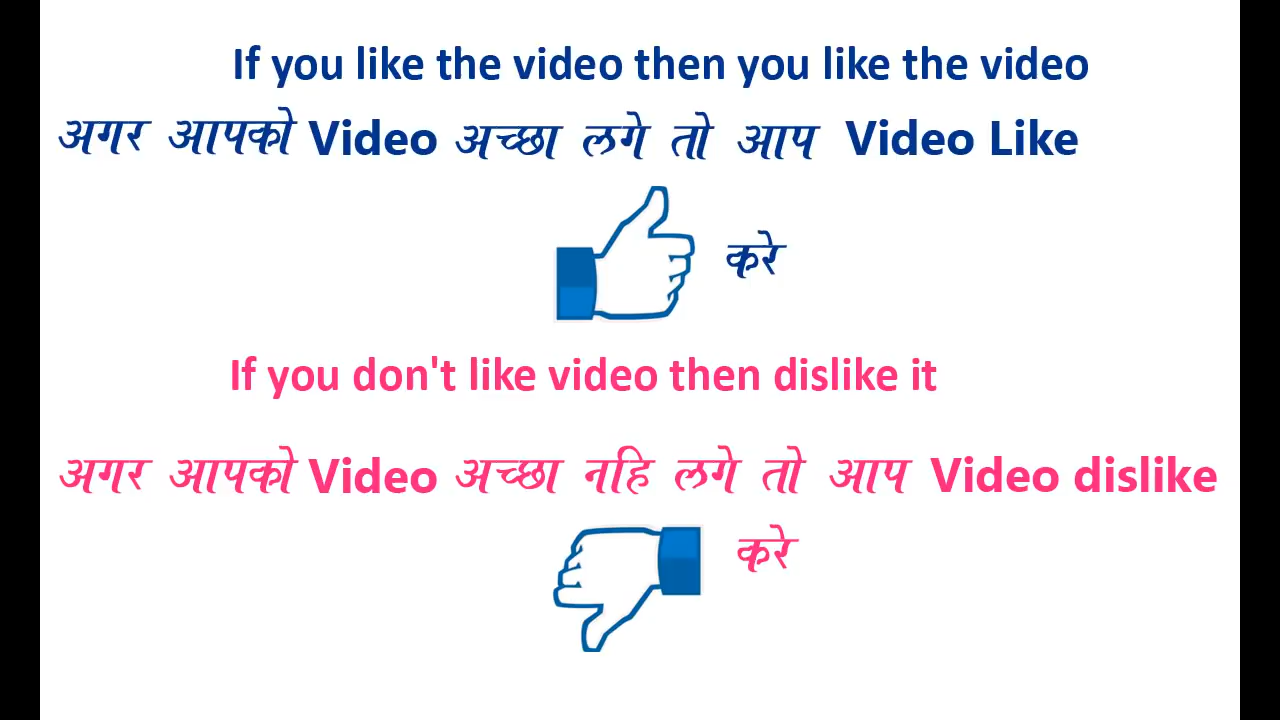 If you like the video then you like the video
अगर आपको Video अच्छा लगे तो आप Video Like
करे
If you don't like video then dislike it
अगर आपको Video अच्छा नहि लगे तो आप Video dislike
करे